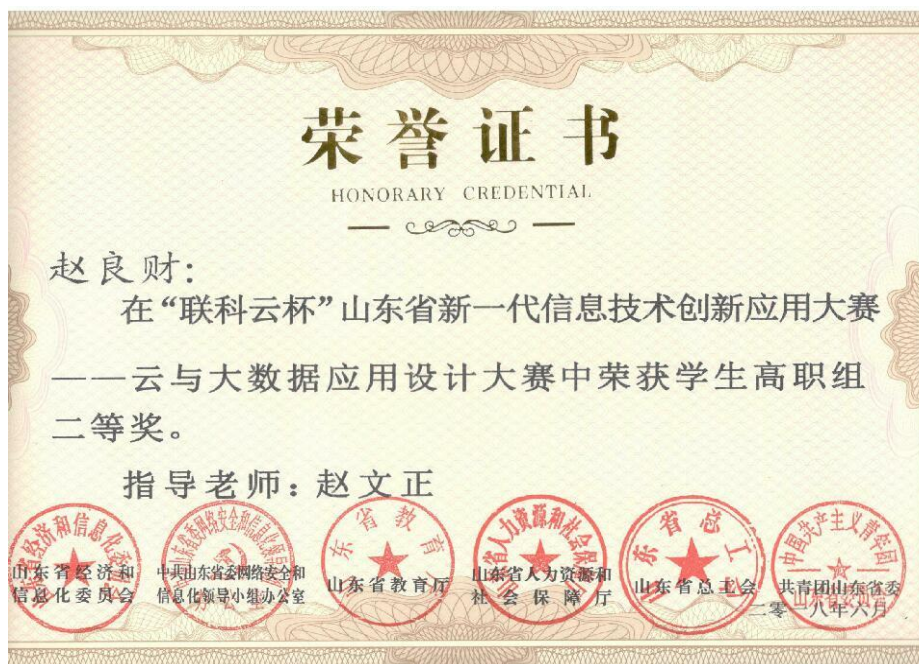 荣誉证书
HONORARY CREDENTIAL
赵良财:
在“联科云杯”山东省新一代信息技术创新应用大赛
——云与大数据应用设计大赛中荣获学生高职组
二等奖。
指导老师:赵文正
山东省经济和
信息化委员会
中共山东省委网络安全和
信息化领导小组办公室
山东省教育厅
山东省人力资源和
社会保障厅
山东省总工会
共青团山东省委
二零一八年六月